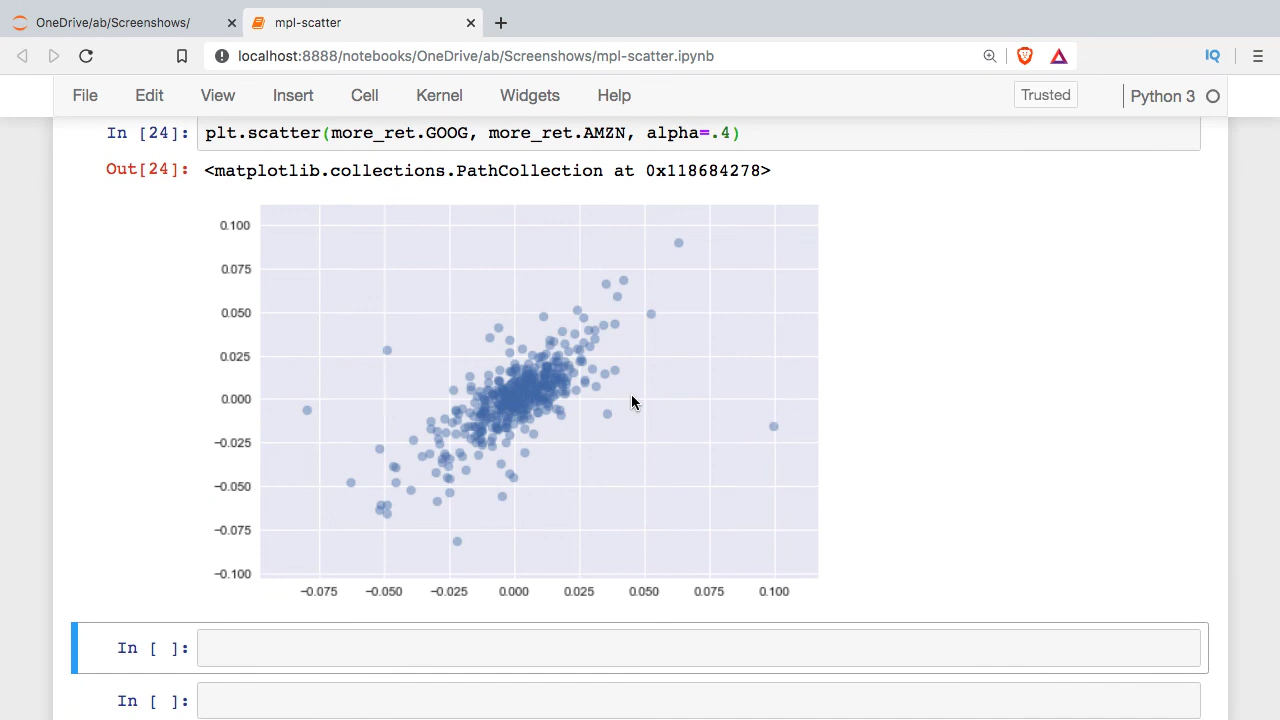 OneDrive/ab/Screenshows/
mpl-scatter
localhost:8888/notebooks/OneDrive/ab/Screenshows/mpl-scatter.ipynb
IQ
File Edit View Insert Cell Kernel Widgets Help Trusted Python 3
In [24]: plt.scatter(more_ret.GOOG, more_ret.AMZN, alpha=.4)
Out[24]: <matplotlib.collections.PathCollection at 0x118684278>
0.100
0.075
0.050
0.025
0.000
−0.025
−0.050
−0.075
−0.100
−0.075 −0.050 −0.025 0.000 0.025 0.050 0.075 0.100
In [ ]:
In [ ]: